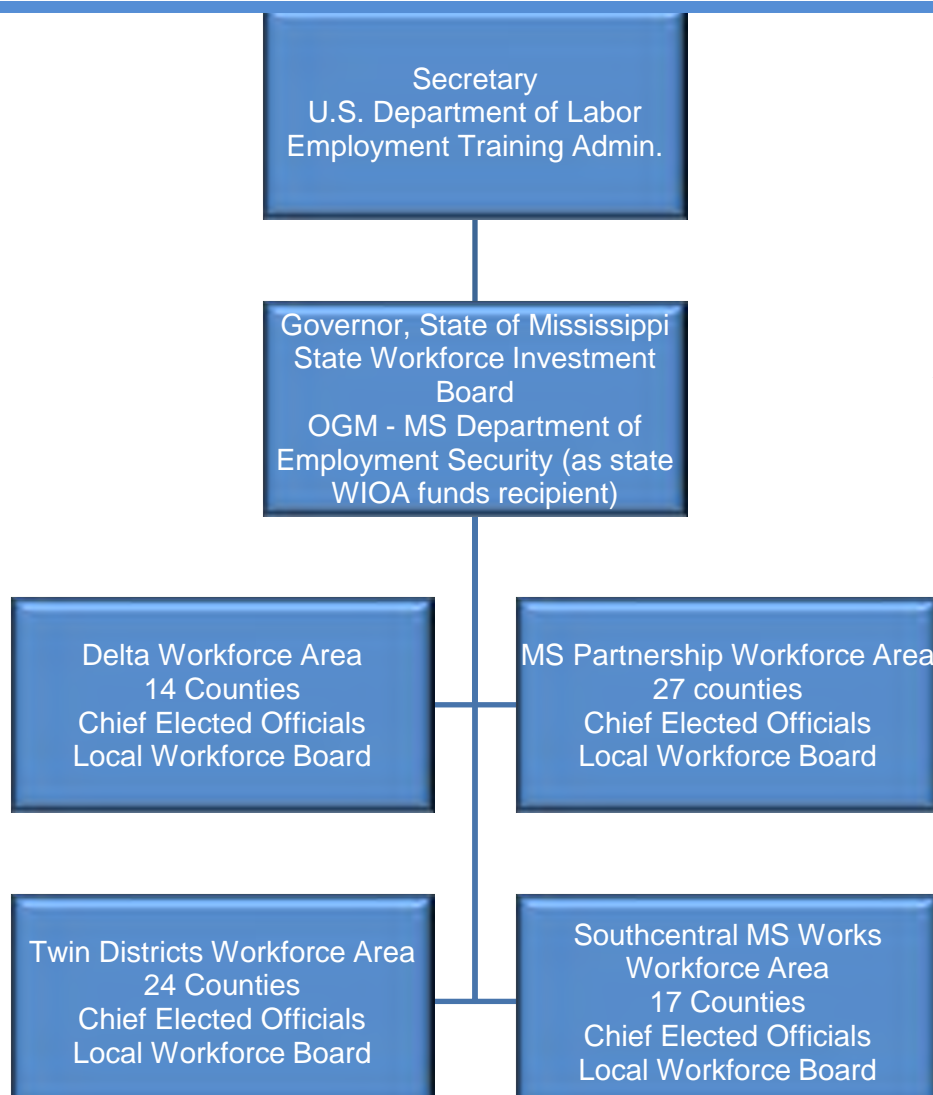 Secretary
U.S. Department of Labor
Employment Training Admin.
Governor, State of Mississippi
State Workforce Investment
Board
OGM - MS Department of
Employment Security (as state
WIOA funds recipient)
Delta Workforce Area
14 Counties
Chief Elected Officials
Local Workforce Board
MS Partnership Workforce Area
27 counties
Chief Elected Officials
Local Workforce Board
Twin Districts Workforce Area
24 Counties
Chief Elected Officials
Local Workforce Board
Southcentral MS Works
Workforce Area
17 Counties
Chief Elected Officials
Local Workforce Board